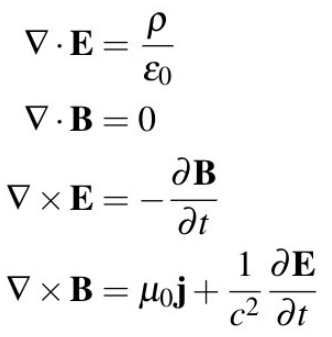 ∇ · E = ρ/ε₀
∇ · B = 0
∇ × E = −∂B/∂t
∇ × B = μ₀j + 1/c² ∂E/∂t